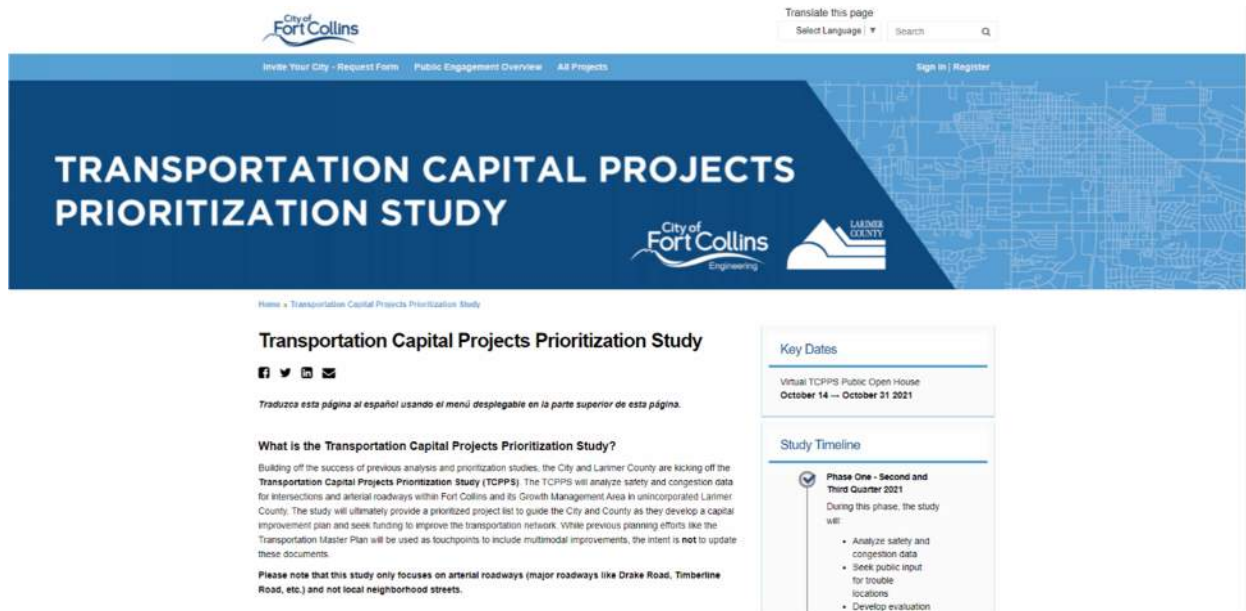 City of
Fort Collins
Translate this page
Select Language ▼
Search
Invite Your City - Request Form
Public Engagement Overview
All Projects
Sign In | Register
TRANSPORTATION CAPITAL PROJECTS
PRIORITIZATION STUDY
City of
Fort Collins
Engineering
LARIMER
COUNTY
Home » Transportation Capital Projects Prioritization Study
Transportation Capital Projects Prioritization Study
Traduzca esta página al español usando el menú desplegable en la parte superior de esta página.
What is the Transportation Capital Projects Prioritization Study?
Building off the success of previous analysis and prioritization studies, the City and Larimer County are kicking off the
Transportation Capital Projects Prioritization Study (TCPPS). The TCPPS will analyze safety and congestion data
for intersections and arterial roadways within Fort Collins and its Growth Management Area in unincorporated Larimer
County. The study will ultimately provide a prioritized project list to guide the City and County as they develop a capital
improvement plan and seek funding to improve the transportation network. While previous planning efforts like the
Transportation Master Plan will be used as touchpoints to include multimodal improvements, the intent is not to update
these documents.
Please note that this study only focuses on arterial roadways (major roadways like Drake Road, Timberline
Road, etc.) and not local neighborhood streets.
Key Dates
Virtual TCPPS Public Open House
October 14 — October 31 2021
Study Timeline
Phase One - Second and
Third Quarter 2021
During this phase, the study
will:
• Analyze safety and
congestion data
• Seek public input
for trouble
locations
• Develop evaluation